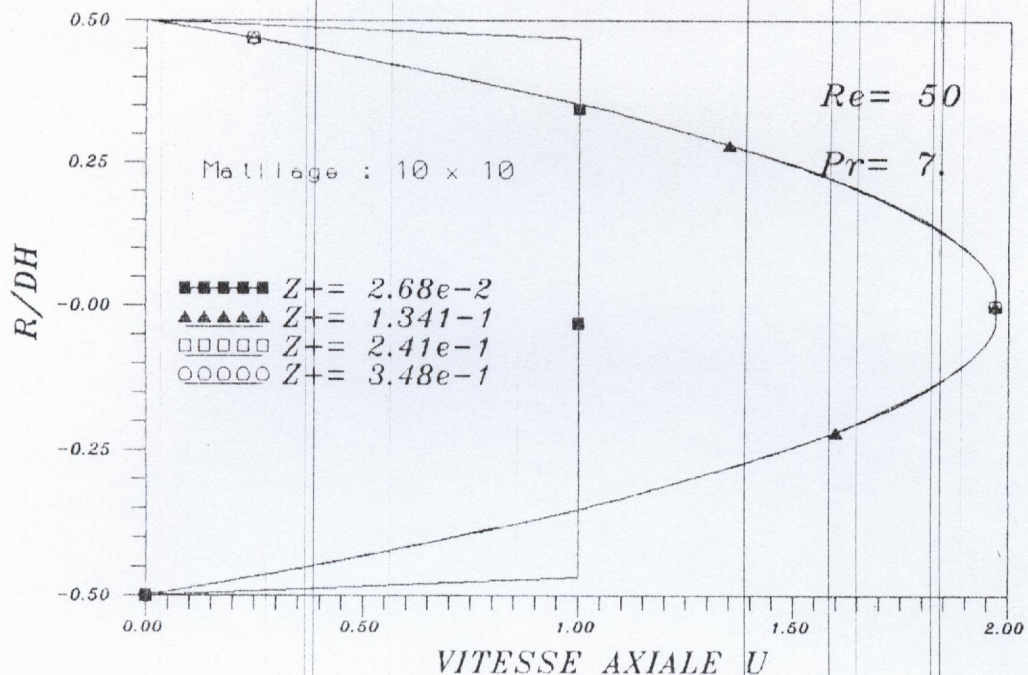 0.50
Re= 50
0.25
Maillage : 10 x 10
Pr= 7.
R/DH
Z+= 2.68e-2
-0.00
Z+= 1.341-1
Z+= 2.41e-1
Z+= 3.48e-1
-0.25
-0.50
0.00 0.50 1.00 1.50 2.00
VITESSE AXIALE U